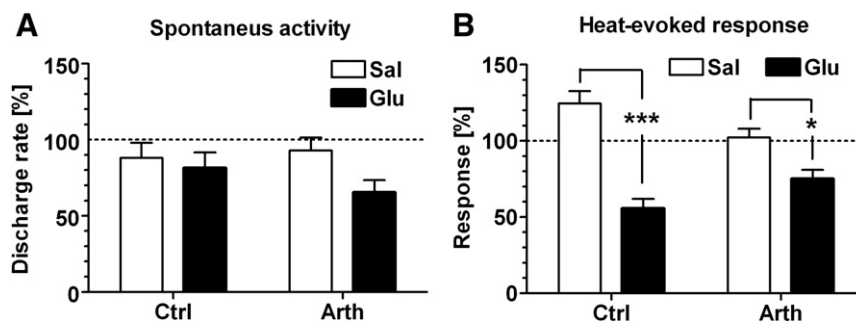 A
Spontaneus activity
Discharge rate [%]
150
100
50
0
Sal
Glu
Ctrl
Arth
B
Heat-evoked response
Response [%]
150
100
50
0
Sal
Glu
***
*
Ctrl
Arth